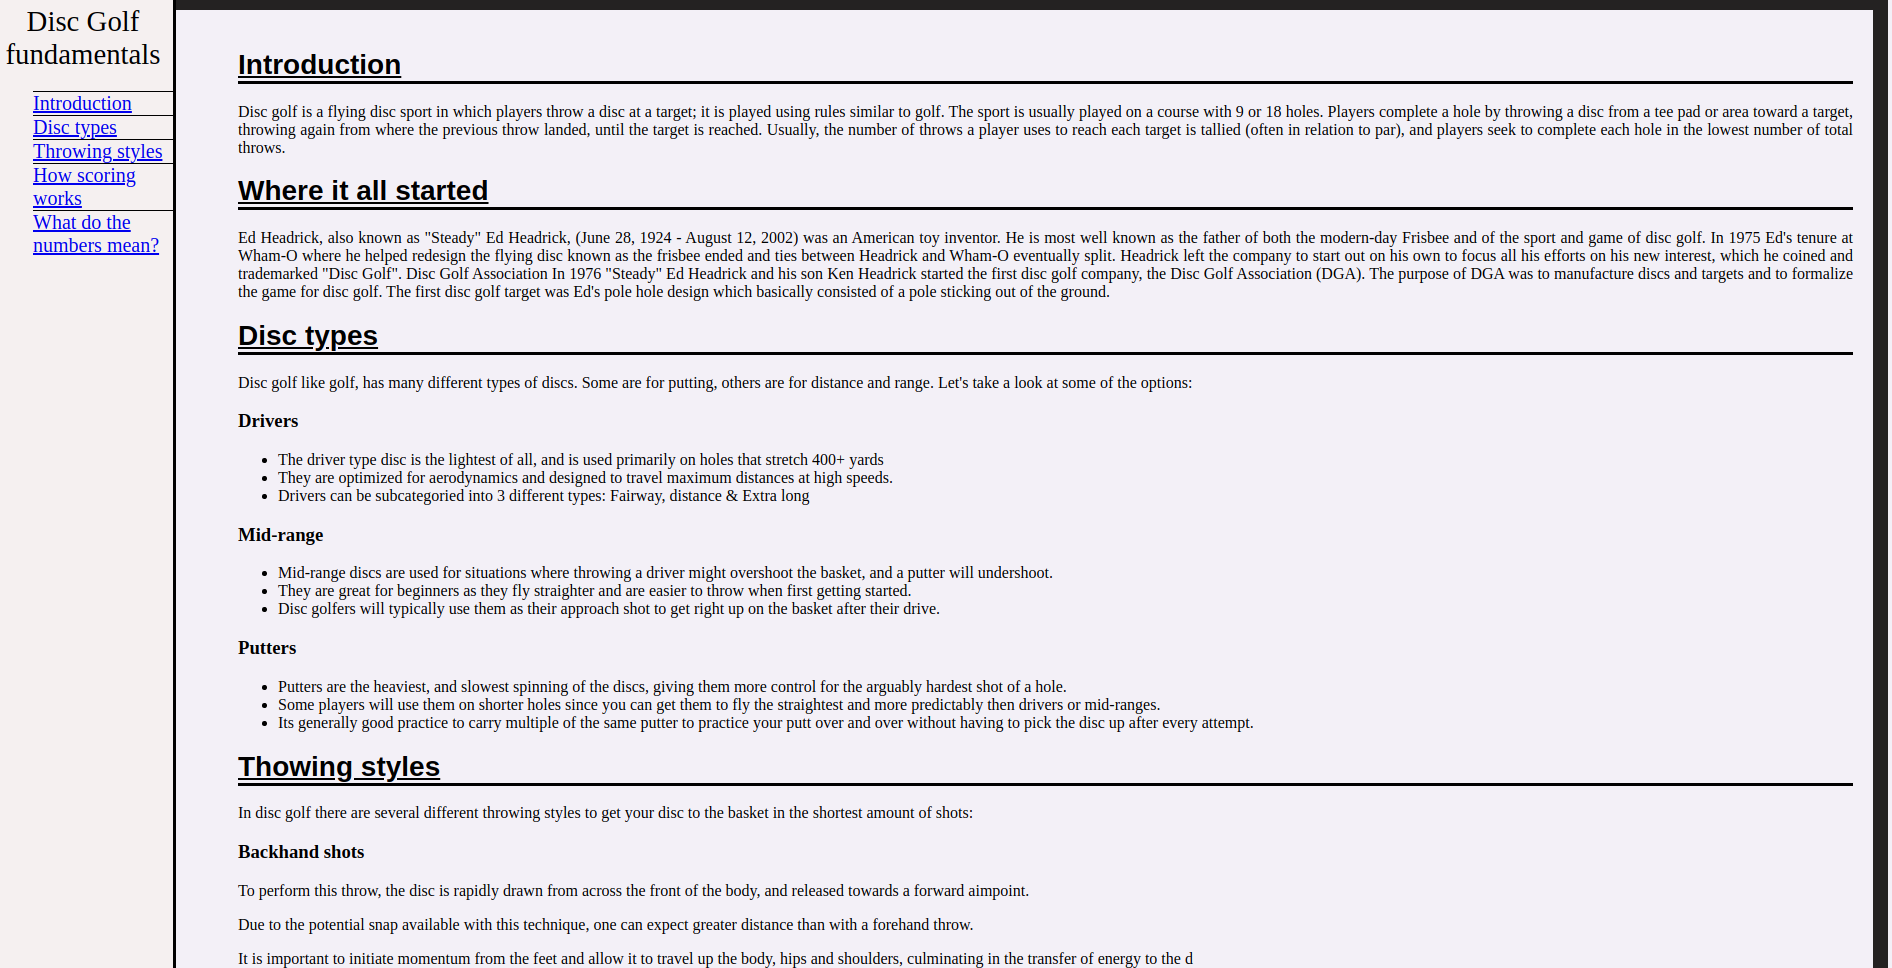 Disc Golf
fundamentals
Introduction
Disc types
Throwing styles
How scoring
works
What do the
numbers mean?
Introduction
Disc golf is a flying disc sport in which players throw a disc at a target; it is played using rules similar to golf. The sport is usually played on a course with 9 or 18 holes. Players complete a hole by throwing a disc from a tee pad or area toward a target,
throwing again from where the previous throw landed, until the target is reached. Usually, the number of throws a player uses to reach each target is tallied (often in relation to par), and players seek to complete each hole in the lowest number of total
throws.
Where it all started
Ed Headrick, also known as "Steady" Ed Headrick, (June 28, 1924 - August 12, 2002) was an American toy inventor. He is most well known as the father of both the modern-day Frisbee and of the sport and game of disc golf. In 1975 Ed's tenure at
Wham-O where he helped redesign the flying disc known as the frisbee ended and ties between Headrick and Wham-O eventually split. Headrick left the company to start out on his own to focus all his efforts on his new interest, which he coined and
trademarked "Disc Golf". Disc Golf Association In 1976 "Steady" Ed Headrick and his son Ken Headrick started the first disc golf company, the Disc Golf Association (DGA). The purpose of DGA was to manufacture discs and targets and to formalize
the game for disc golf. The first disc golf target was Ed's pole hole design which basically consisted of a pole sticking out of the ground.
Disc types
Disc golf like golf, has many different types of discs. Some are for putting, others are for distance and range. Let's take a look at some of the options:
Drivers
• The driver type disc is the lightest of all, and is used primarily on holes that stretch 400+ yards
• They are optimized for aerodynamics and designed to travel maximum distances at high speeds.
• Drivers can be subcategoried into 3 different types: Fairway, distance & Extra long
Mid-range
• Mid-range discs are used for situations where throwing a driver might overshoot the basket, and a putter will undershoot.
• They are great for beginners as they fly straighter and are easier to throw when first getting started.
• Disc golfers will typically use them as their approach shot to get right up on the basket after their drive.
Putters
• Putters are the heaviest, and slowest spinning of the discs, giving them more control for the arguably hardest shot of a hole.
• Some players will use them on shorter holes since you can get them to fly the straightest and more predictably then drivers or mid-ranges.
• Its generally good practice to carry multiple of the same putter to practice your putt over and over without having to pick the disc up after every attempt.
Thowing styles
In disc golf there are several different throwing styles to get your disc to the basket in the shortest amount of shots:
Backhand shots
To perform this throw, the disc is rapidly drawn from across the front of the body, and released towards a forward aimpoint.
Due to the potential snap available with this technique, one can expect greater distance than with a forehand throw.
It is important to initiate momentum from the feet and allow it to travel up the body, hips and shoulders, culminating in the transfer of energy to the d